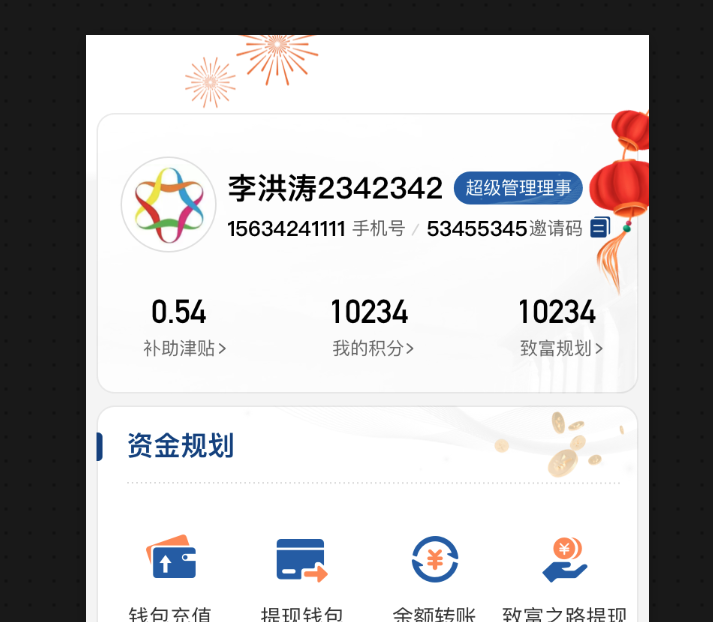 李洪涛2342342 超级管理理事
15634241111 手机号 / 53455345邀请码
0.54 10234 10234
补助津贴> 我的积分> 致富规划>
资金规划
钱包充值 提现钱包 余额转账 致富之路提现